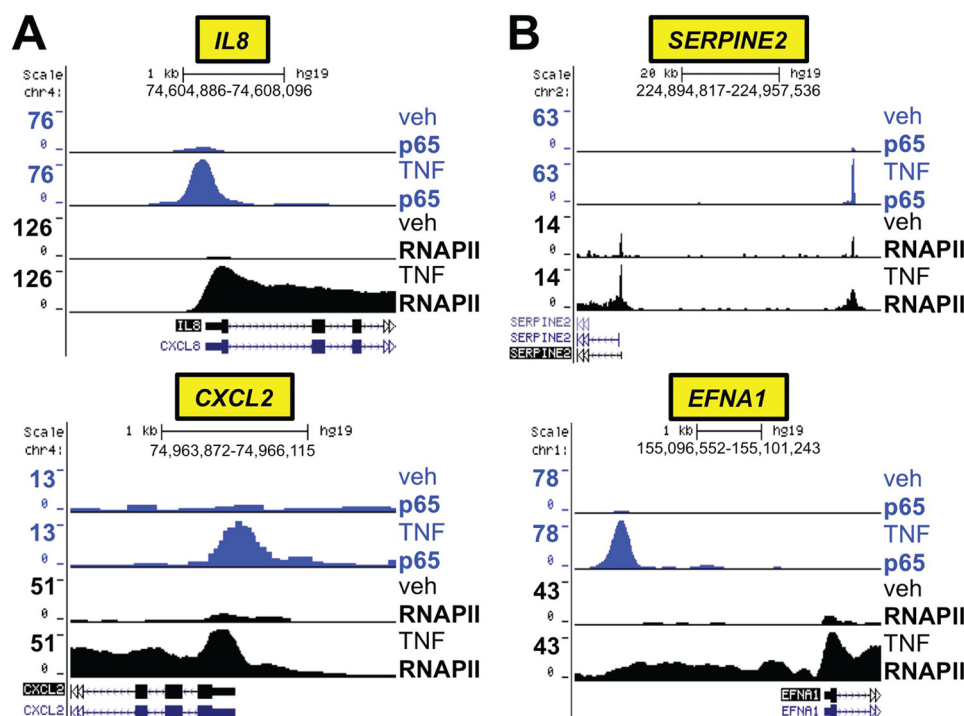 A
IL8
Scale 1 kb hg19
chr4: 74,604,886-74,608,096
76 veh
0 p65
76 TNF
0 p65
126 veh
0 RNAPII
126 TNF
0 RNAPII
IL8
CXCL8
B
SERPINE2
Scale 20 kb hg19
chr2: 224,894,817-224,957,536
63 veh
0 p65
63 TNF
0 p65
14 veh
0 RNAPII
14 TNF
0 RNAPII
SERPINE2
SERPINE2
SERPINE2
CXCL2
Scale 1 kb hg19
chr4: 74,963,872-74,966,115
13 veh
0 p65
13 TNF
0 p65
51 veh
0 RNAPII
51 TNF
0 RNAPII
CXCL2
CXCL2
EFNA1
Scale 1 kb hg19
chr1: 155,096,552-155,101,243
78 veh
0 p65
78 TNF
0 p65
43 veh
0 RNAPII
43 TNF
0 RNAPII
EFNA1
EFNA1